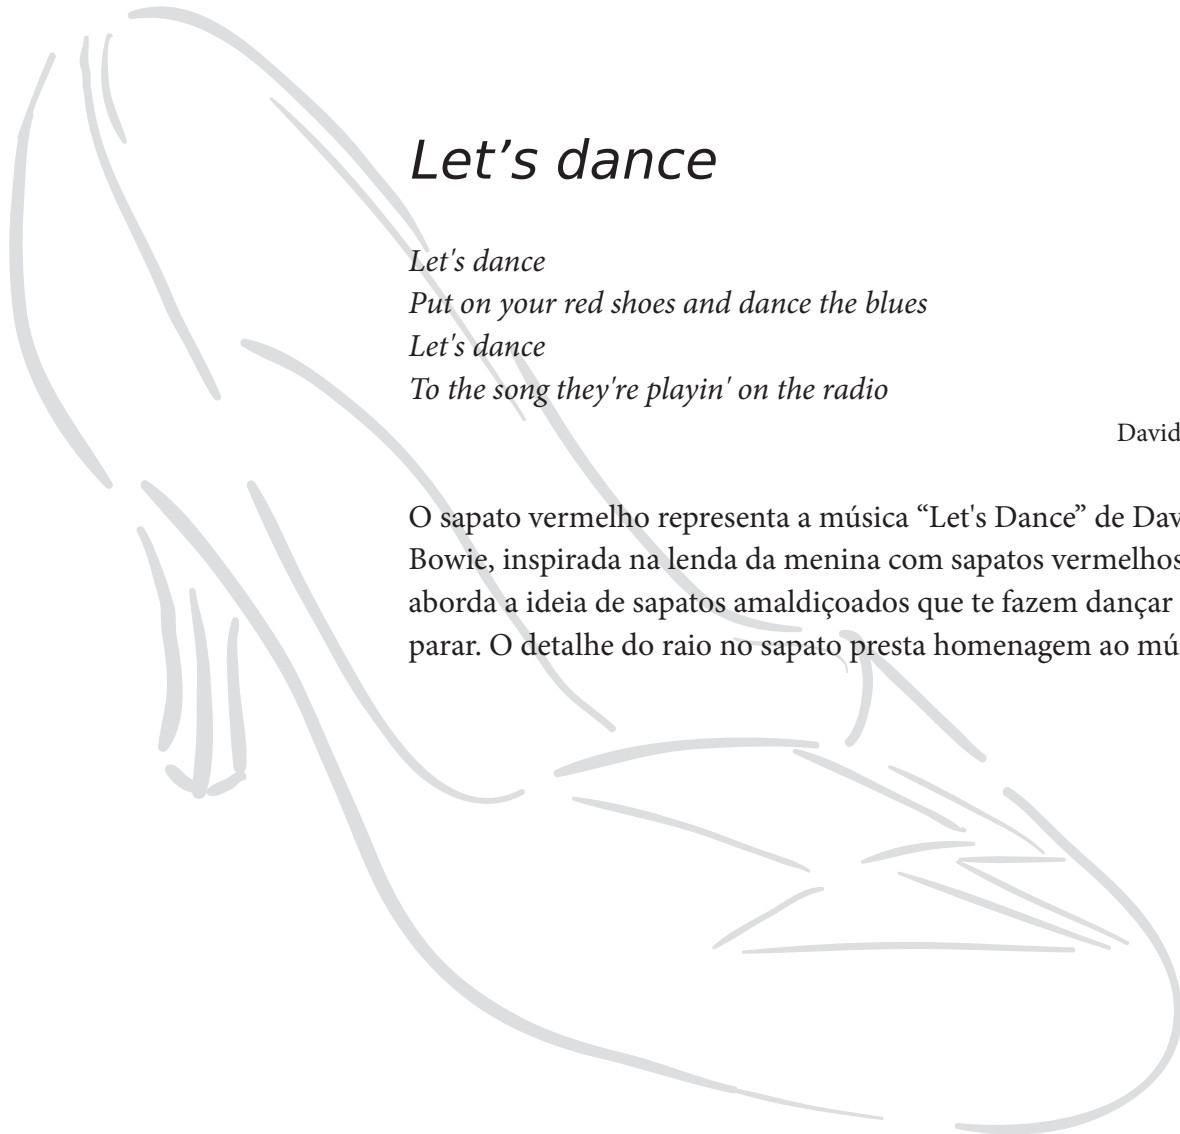 Let’s dance
Let's dance
Put on your red shoes and dance the blues
Let's dance
To the song they're playin' on the radio
David
O sapato vermelho representa a música “Let's Dance” de
Bowie, inspirada na lenda da menina com sapatos vermelhos
aborda a ideia de sapatos amaldiçoados que te fazem dançar
parar. O detalhe do raio no sapato presta homenagem ao